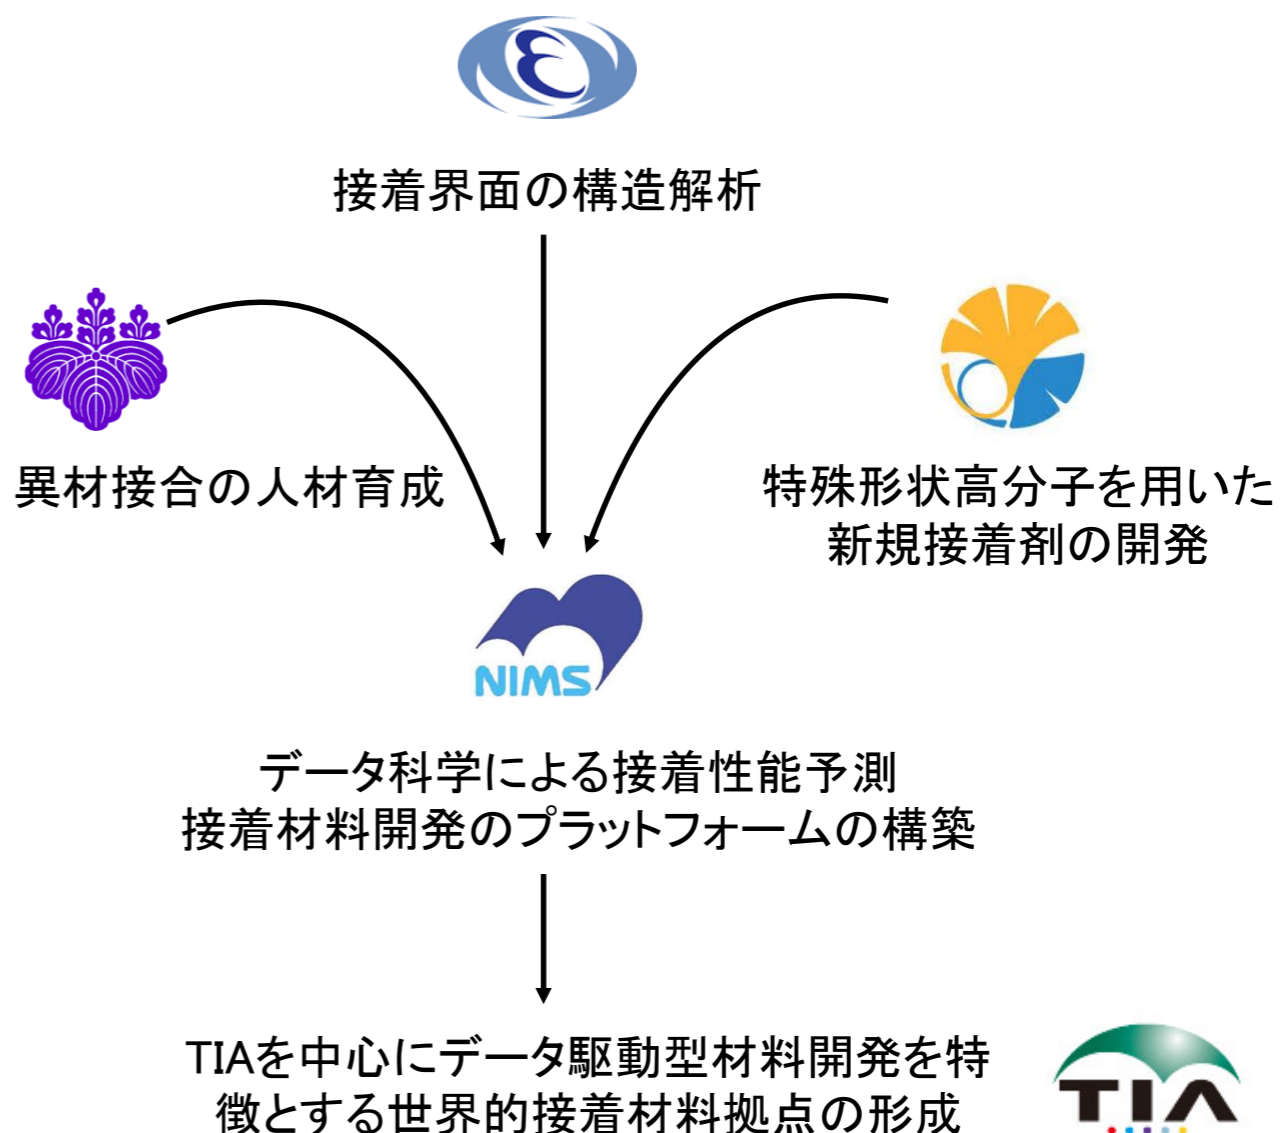 接着界面の構造解析
異材接合の人材育成
特殊形状高分子を用いた
新規接着剤の開発
NIMS
データ科学による接着性能予測
接着材料開発のプラットフォームの構築
TIAを中心にデータ駆動型材料開発を特
徴とする世界的接着材料拠点の形成
TIA